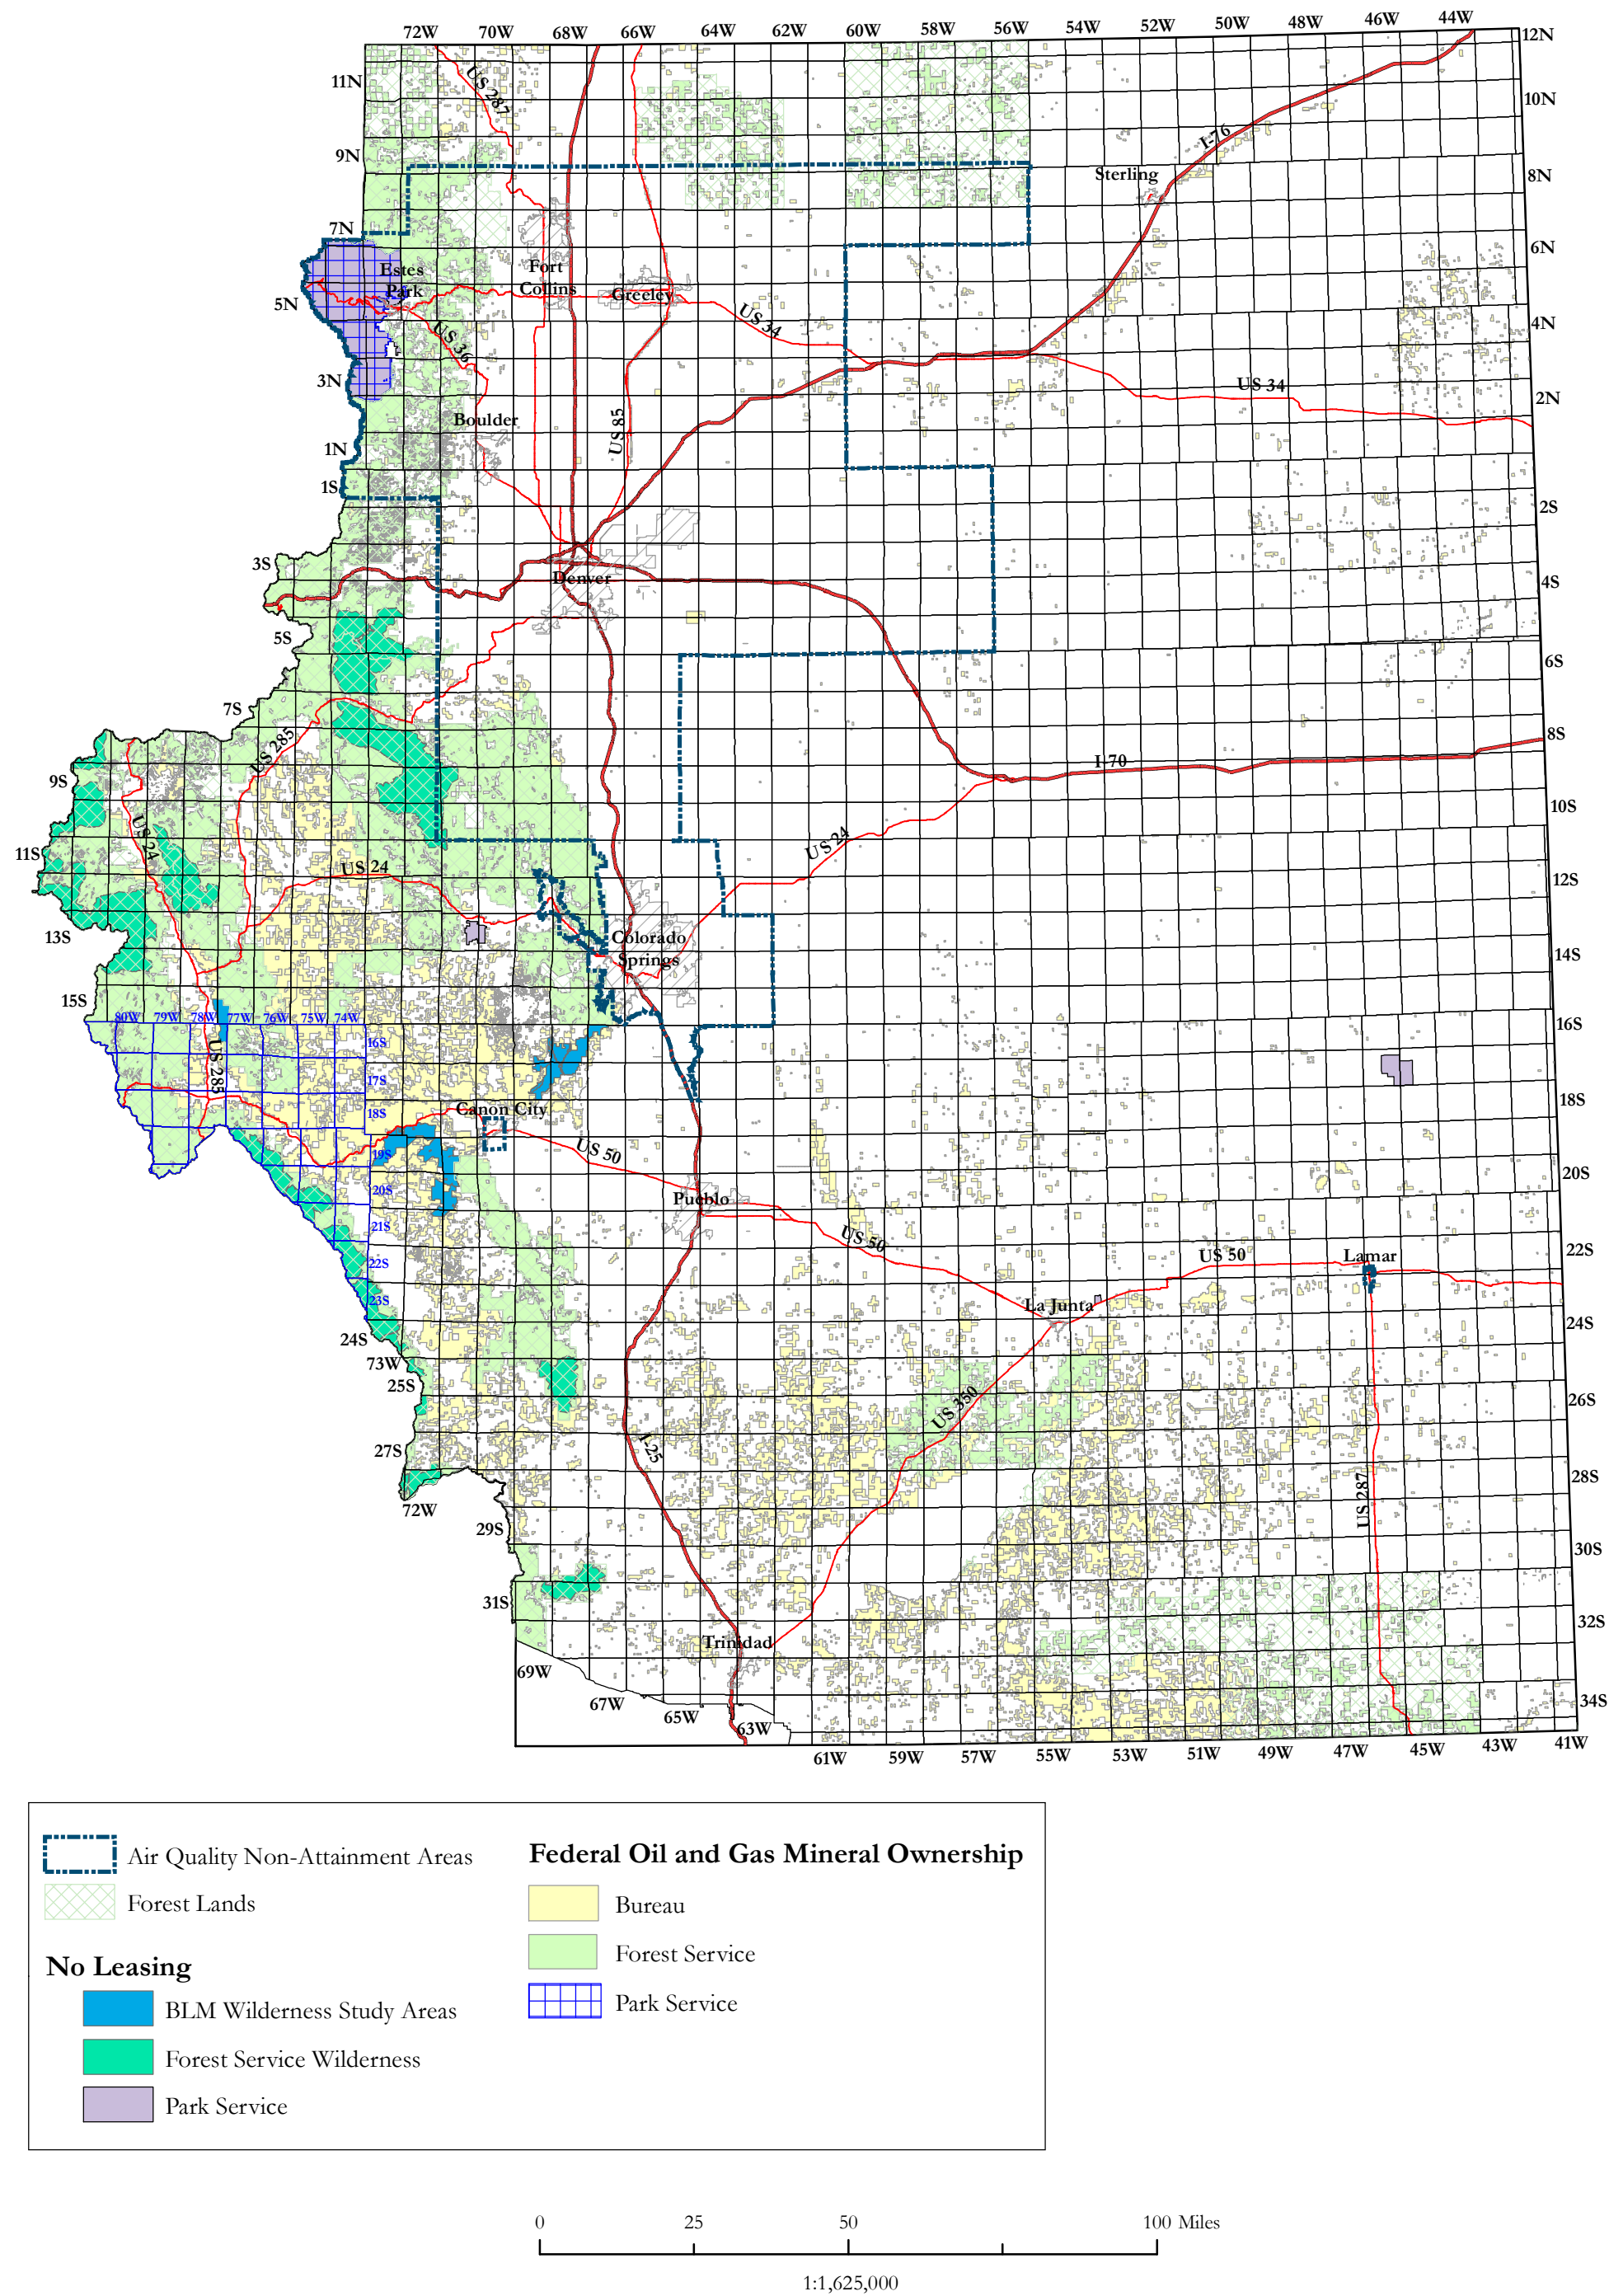 72W 70W 68W 66W 64W 62W 60W 58W 56W 54W 52W 50W 48W 46W 44W
12N
11N
US 287
10N
I-76
9N
Sterling
8N
7N
6N
Estes
Park
Fort
Collins
Greeley
5N
US 34
4N
US 36
3N
US 34
2N
Boulder
US 85
1N
1S
2S
3S
Denver
4S
5S
6S
7S
US 285
8S
I-70
9S
10S
US 24
US 24
11S
US 24
12S
13S
Colorado
Springs
14S
15S
80W 79W 78W 77W 76W 75W 74W
16S
16S
US 285
17S
18S
18S
Canon City
US 50
19S
20S
20S
Pueblo
21S
US 50
22S
22S
US 50
Lamar
23S
La Junta
24S
24S
73W
25S
26S
US 350
27S
I-25
28S
US 287
72W
29S
30S
31S
32S
Trinidad
69W
67W
65W
63W
34S
61W 59W 57W 55W 53W 51W 49W 47W 45W 43W 41W
Air Quality Non-Attainment Areas
Forest Lands
No Leasing
BLM Wilderness Study Areas
Forest Service Wilderness
Park Service
Federal Oil and Gas Mineral Ownership
Bureau
Forest Service
Park Service
0 25 50 100 Miles
1:1,625,000